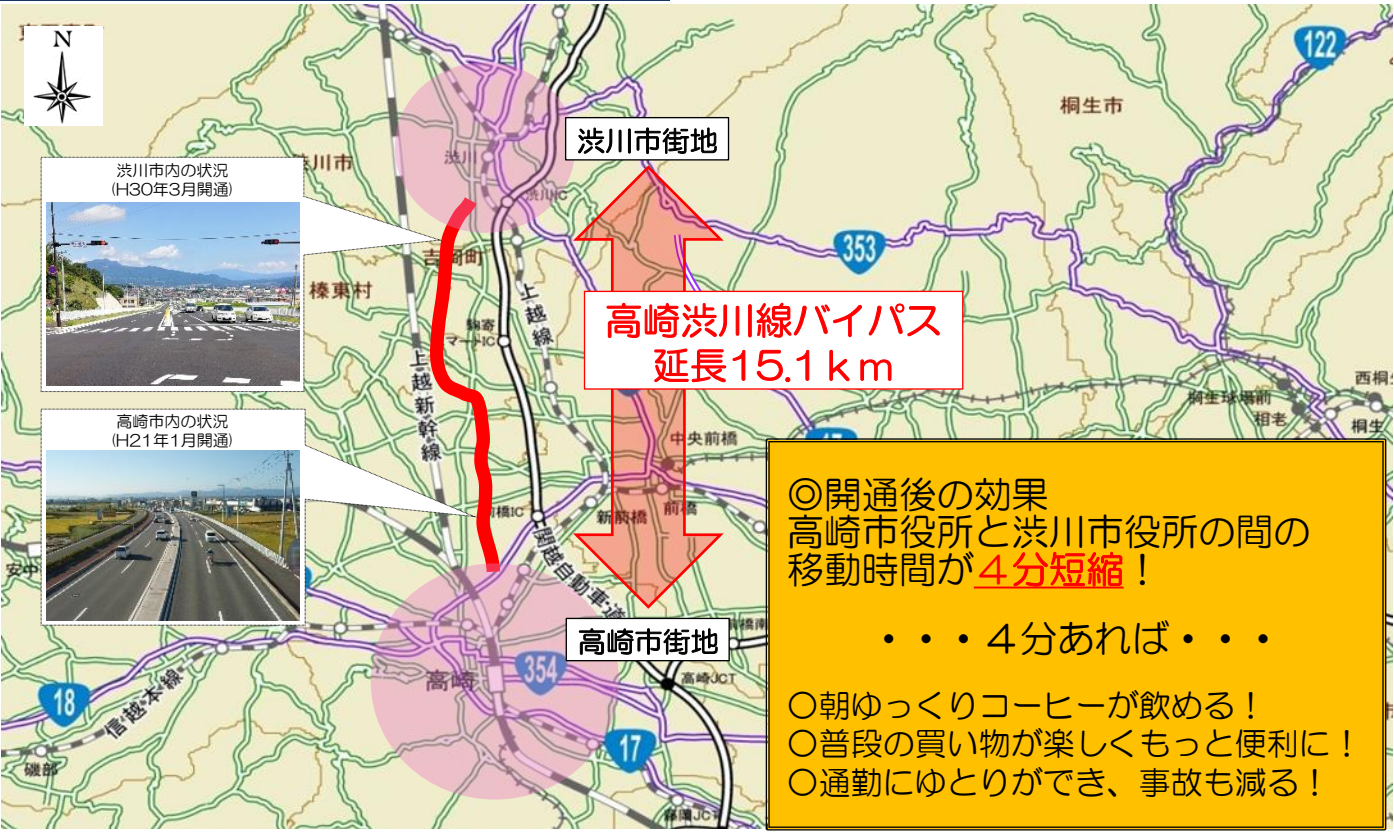 N
122
桐生市
渋川市街地
渋川
渋川IC
渋川市内の状況
(H30年3月開通)
川市
353
吉岡町
榛東村
上越線
駒寄
マートIC
上越新幹線
高崎渋川線バイパス
延長15.1km
高崎市内の状況
(H21年1月開通)
中央前橋
前橋
新前橋
前橋IC
関越自動車道
桐生球場前
相老
西桐生
桐生
◎開通後の効果
高崎市役所と渋川市役所の間の
移動時間が4分短縮！
・・・4分あれば・・・
○朝ゆっくりコーヒーが飲める！
○普段の買い物が楽しくもっと便利に！
○通勤にゆとりができ、事故も減る！
安中
高崎市街地
前橋南
高崎JCT
高崎
354
18
信越本線
17
磯部
藤岡JCT